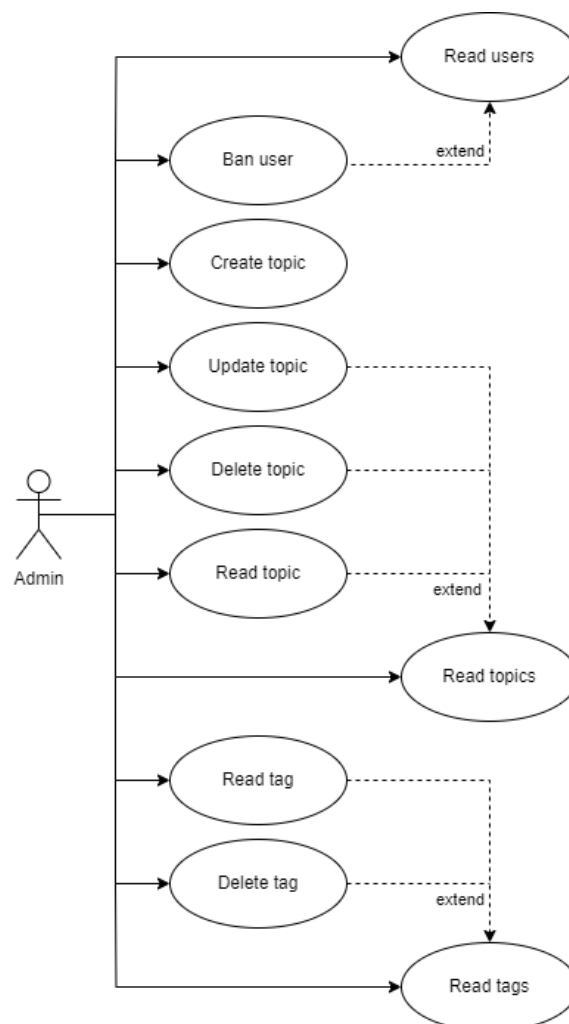 Read users
Ban user
extend
Create topic
Update topic
Delete topic
Read topic
Admin
extend
Read topics
Read tag
Delete tag
extend
Read tags